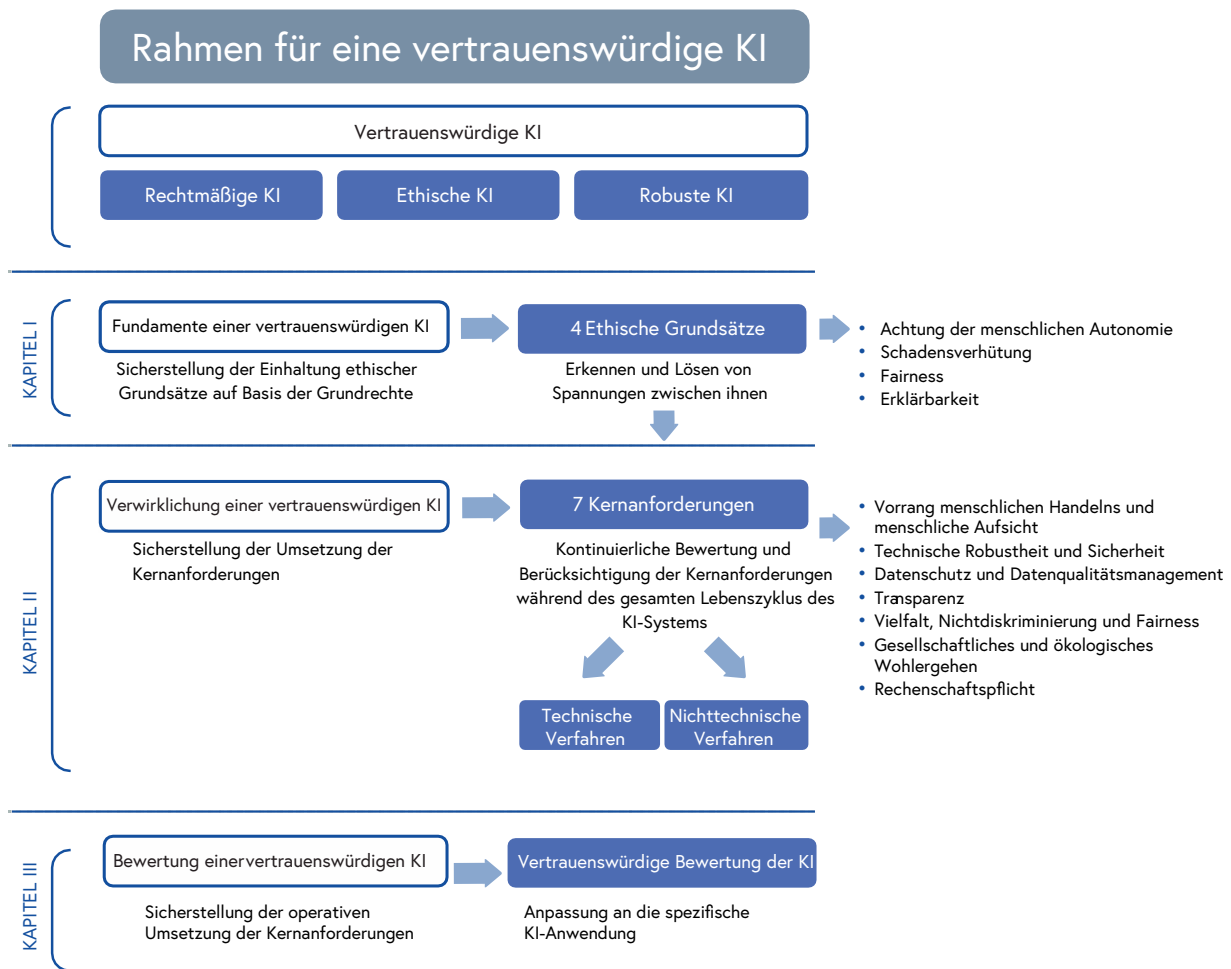 Rahmen für eine vertrauenswürdige KI
Vertrauenswürdige KI
Rechtmäßige KI
Ethische KI
Robuste KI
KAPITEL I
Fundamente einer vertrauenswürdigen KI
Sicherstellung der Einhaltung ethischer
Grundsätze auf Basis der Grundrechte
4 Ethische Grundsätze
Erkennen und Lösen von
Spannungen zwischen ihnen
• Achtung der menschlichen Autonomie
• Schadensverhütung
• Fairness
• Erklärbarkeit
KAPITEL II
Verwirklichung einer vertrauenswürdigen KI
Sicherstellung der Umsetzung der
Kernanforderungen
7 Kernanforderungen
Kontinuierliche Bewertung und
Berücksichtigung der Kernanforderungen
während des gesamten Lebenszyklus des
KI-Systems
Technische
Verfahren
Nichttechnische
Verfahren
• Vorrang menschlichen Handelns und
menschliche Aufsicht
• Technische Robustheit und Sicherheit
• Datenschutz und Datenqualitätsmanagement
• Transparenz
• Vielfalt, Nichtdiskriminierung und Fairness
• Gesellschaftliches und ökologisches
Wohlergehen
• Rechenschaftspflicht
KAPITEL III
Bewertung einervertrauenswürdigen KI
Sicherstellung der operativen
Umsetzung der Kernanforderungen
Vertrauenswürdige Bewertung der KI
Anpassung an die spezifische
KI-Anwendung